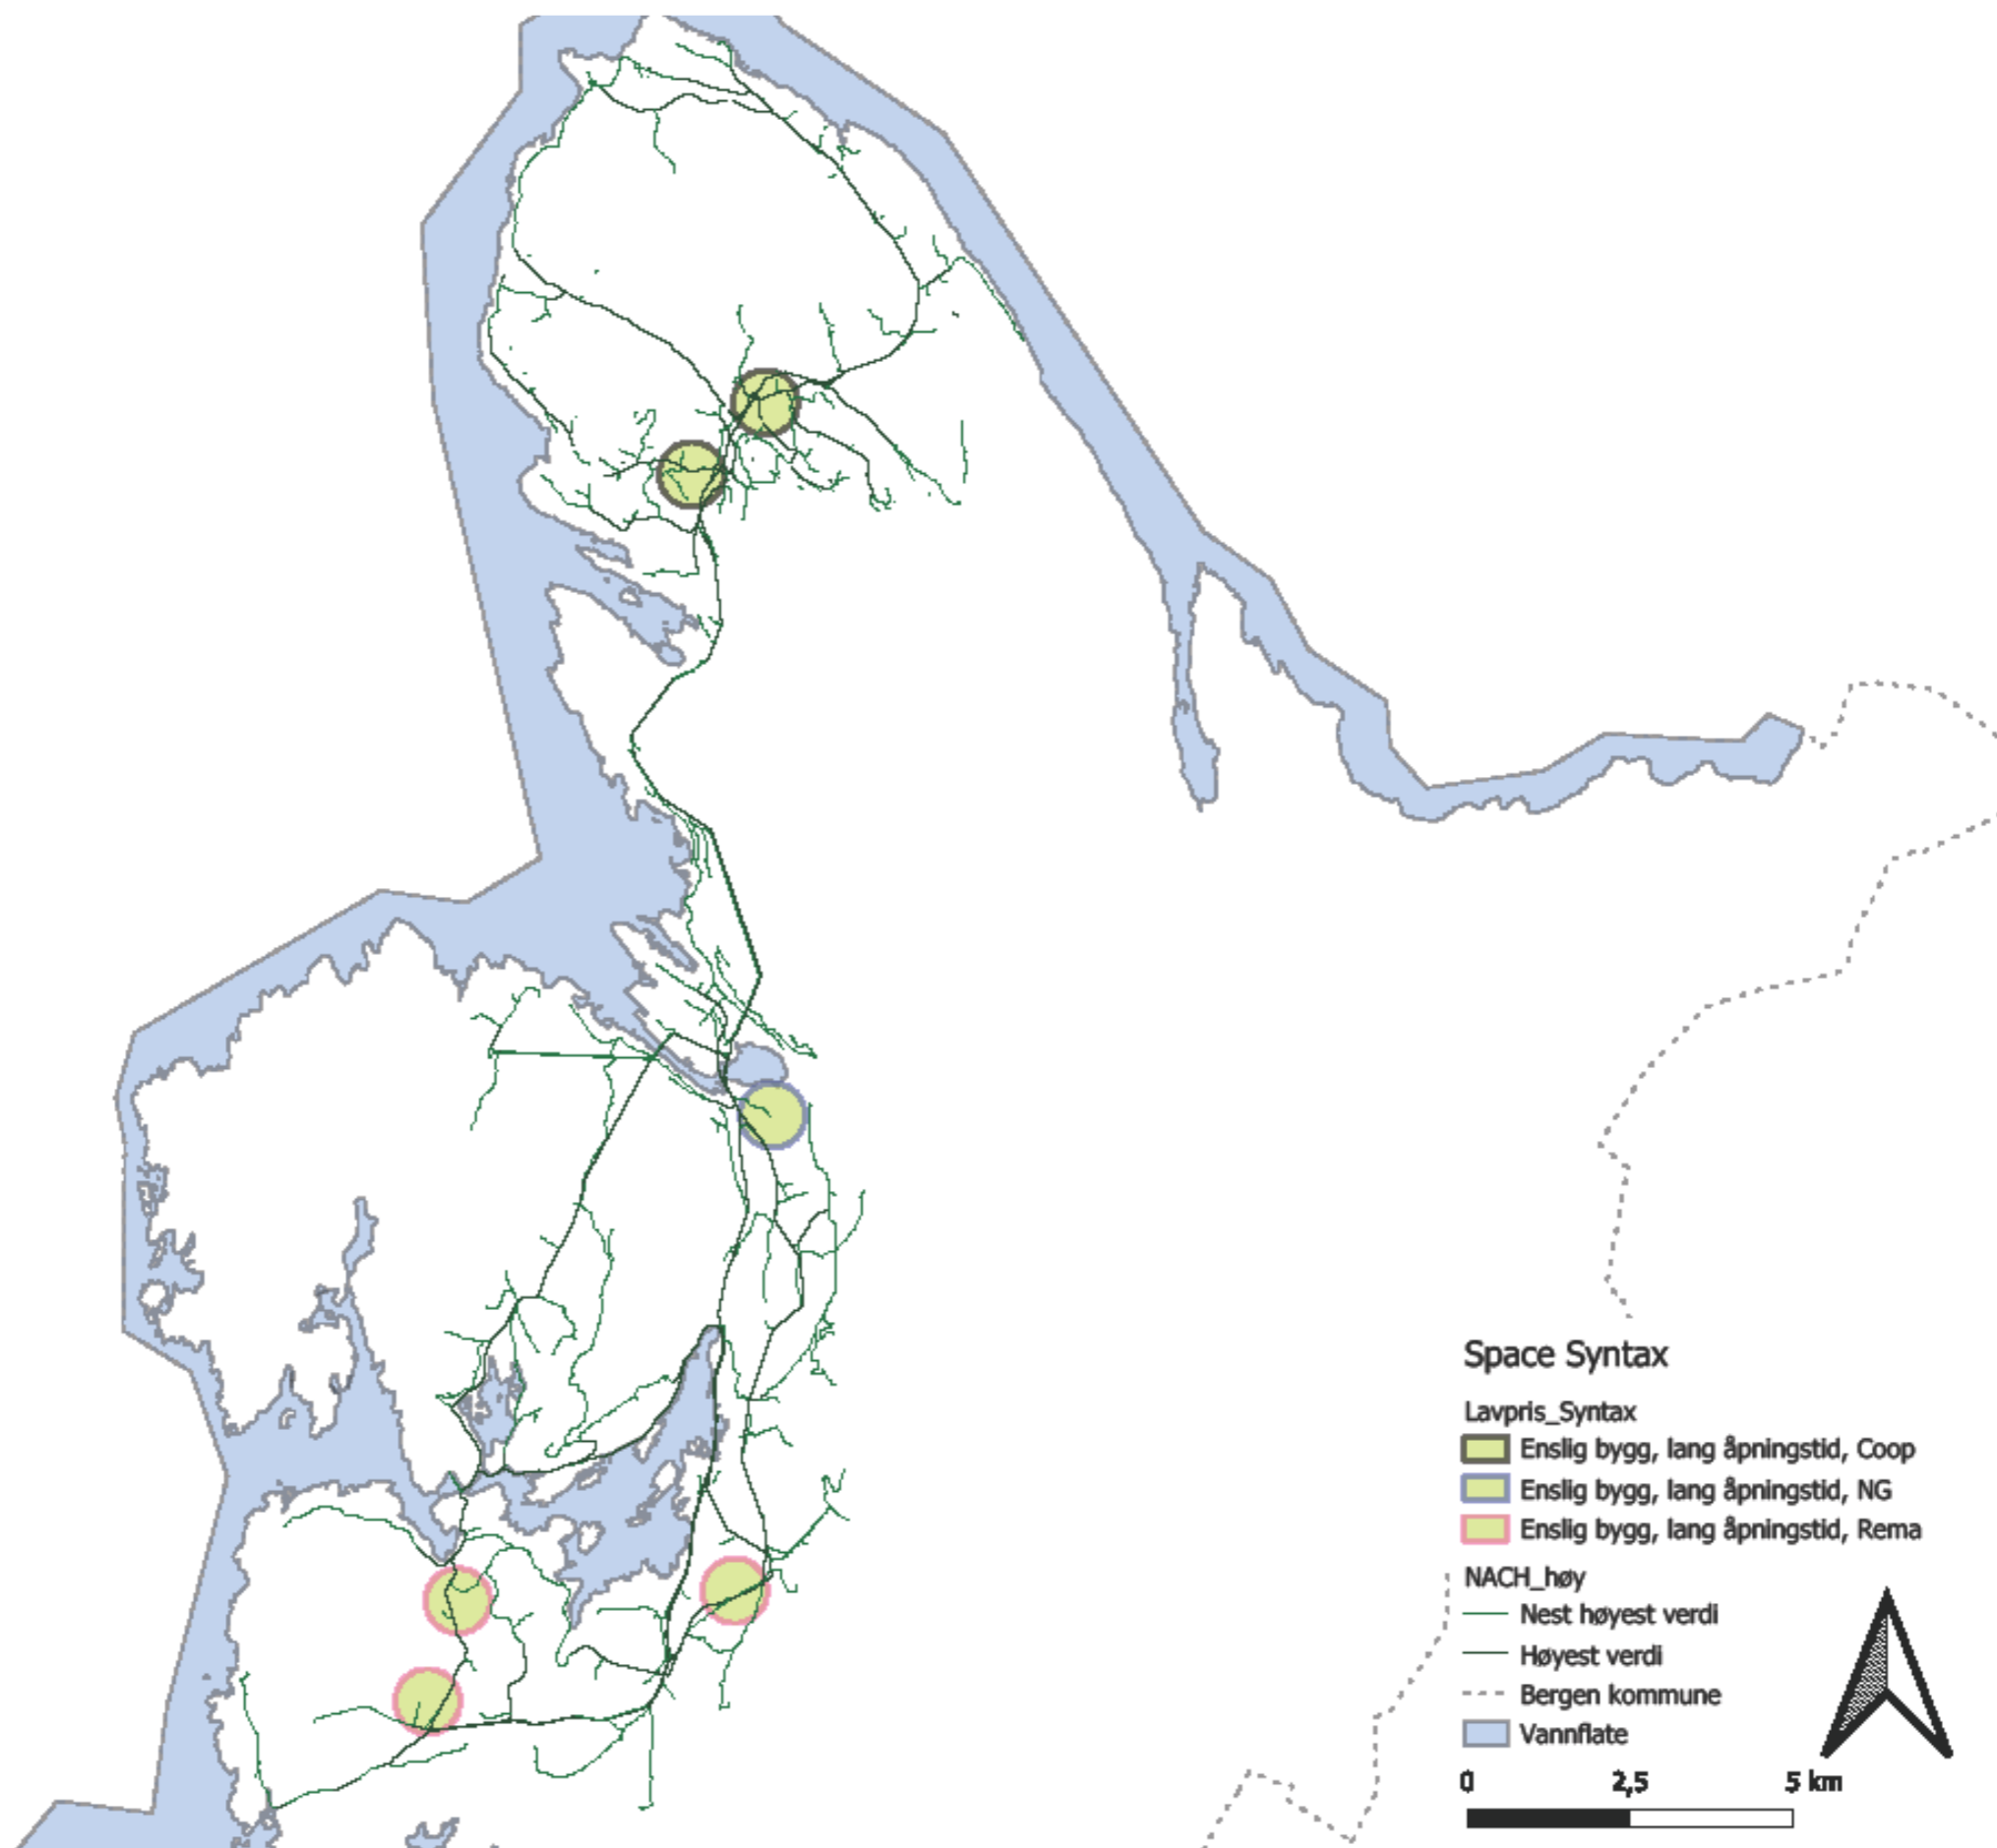 Space Syntax
Lavpris_Syntax
Enslig bygg, lang åpningstid, Coop
Enslig bygg, lang åpningstid, NG
Enslig bygg, lang åpningstid, Rema
NACH_høy
Nest høyest verdi
Høyest verdi
Bergen kommune
Vannflate
0 2,5 5 km